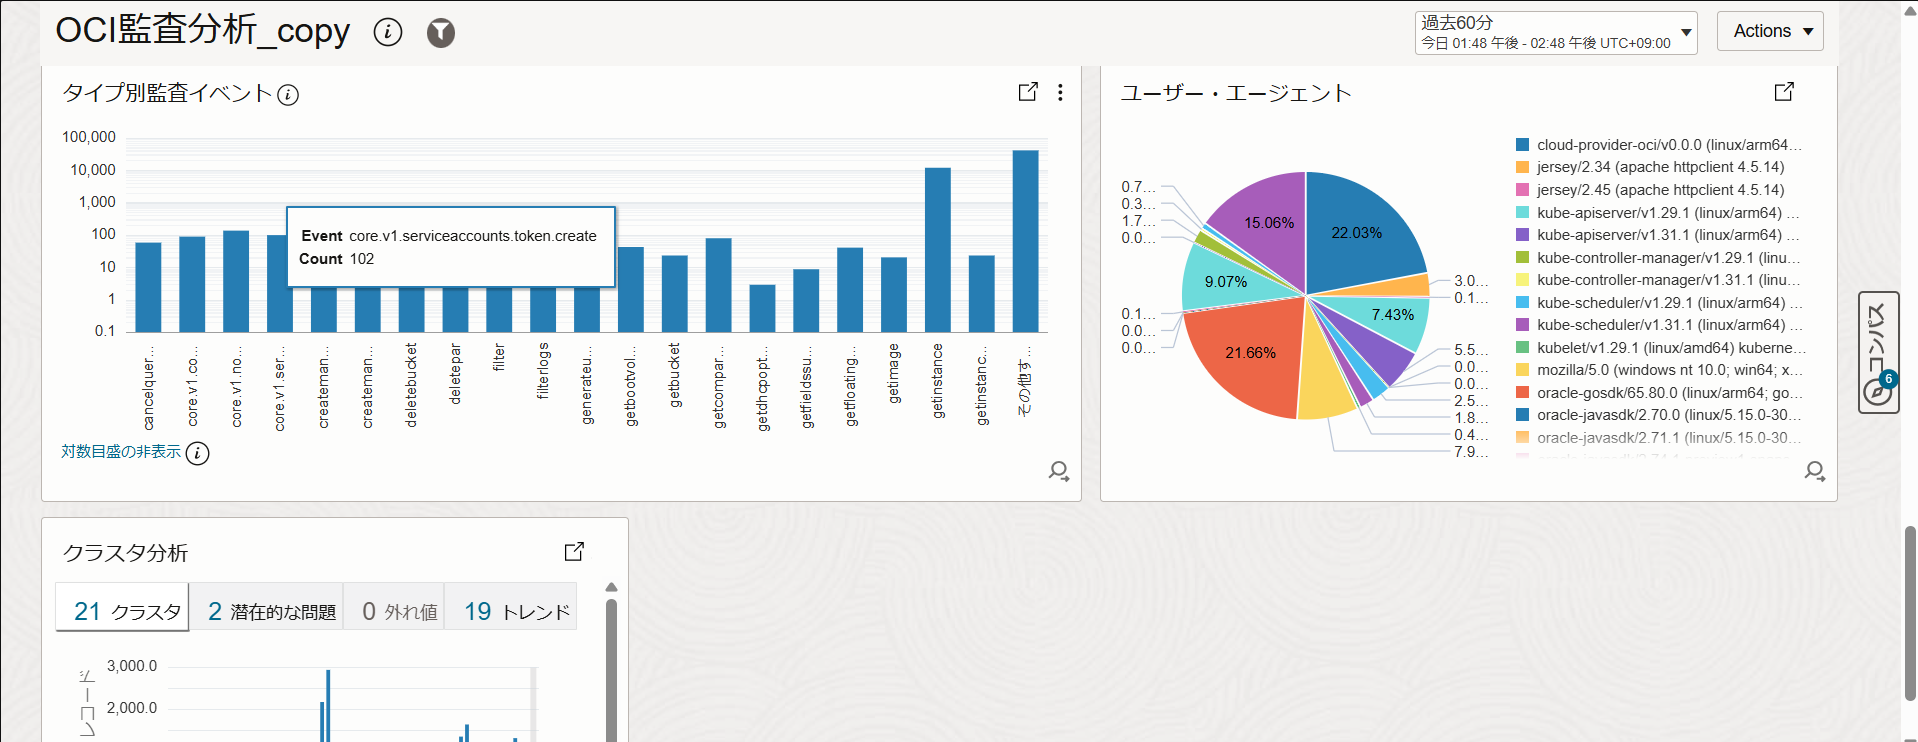 OCI監査分析_copy
過去60分
今日 01:48 午後 - 02:48 午後 UTC+09:00
Actions
タイプ別監査イベント
100,000
10,000
1,000
100
10
1
0.1
Event core.v1.serviceaccounts.token.create
Count 102
cancelquer...
core.v1.co...
core.v1.no...
core.v1.ser...
createman...
createman...
deletebucket
deletepar
filter
filterlogs
generateu...
getbootvol...
getbucket
getcompar...
getdhcpopt...
getfieldssu...
getfloating...
getimage
getinstance
getinstanc...
その他す...
対数目盛の非表示
ユーザー・エージェント
0.7...
0.3...
1.7...
0.0...
0.1...
0.0...
0.0...
15.06%
22.03%
9.07%
7.43%
21.66%
3.0...
0.1...
5.5...
0.0...
0.0...
2.5...
1.8...
0.4...
7.9...
cloud-provider-oci/v0.0.0 (linux/arm64...
jersey/2.34 (apache httpclient 4.5.14)
jersey/2.45 (apache httpclient 4.5.14)
kube-apiserver/v1.29.1 (linux/arm64) ...
kube-apiserver/v1.31.1 (linux/arm64) ...
kube-controller-manager/v1.29.1 (linu...
kube-controller-manager/v1.31.1 (linu...
kube-scheduler/v1.29.1 (linux/arm64) ...
kube-scheduler/v1.31.1 (linux/arm64) ...
kubelet/v1.29.1 (linux/amd64) kuberne...
mozilla/5.0 (windows nt 10.0; win64; x...
oracle-gosdk/65.80.0 (linux/arm64; go...
oracle-javasdk/2.70.0 (linux/5.15.0-30...
oracle-javasdk/2.71.1 (linux/5.15.0-30...
コンパス
6
クラスタ分析
21 クラスタ
2 潜在的な問題
0 外れ値
19 トレンド
3,000.0
2,000.0